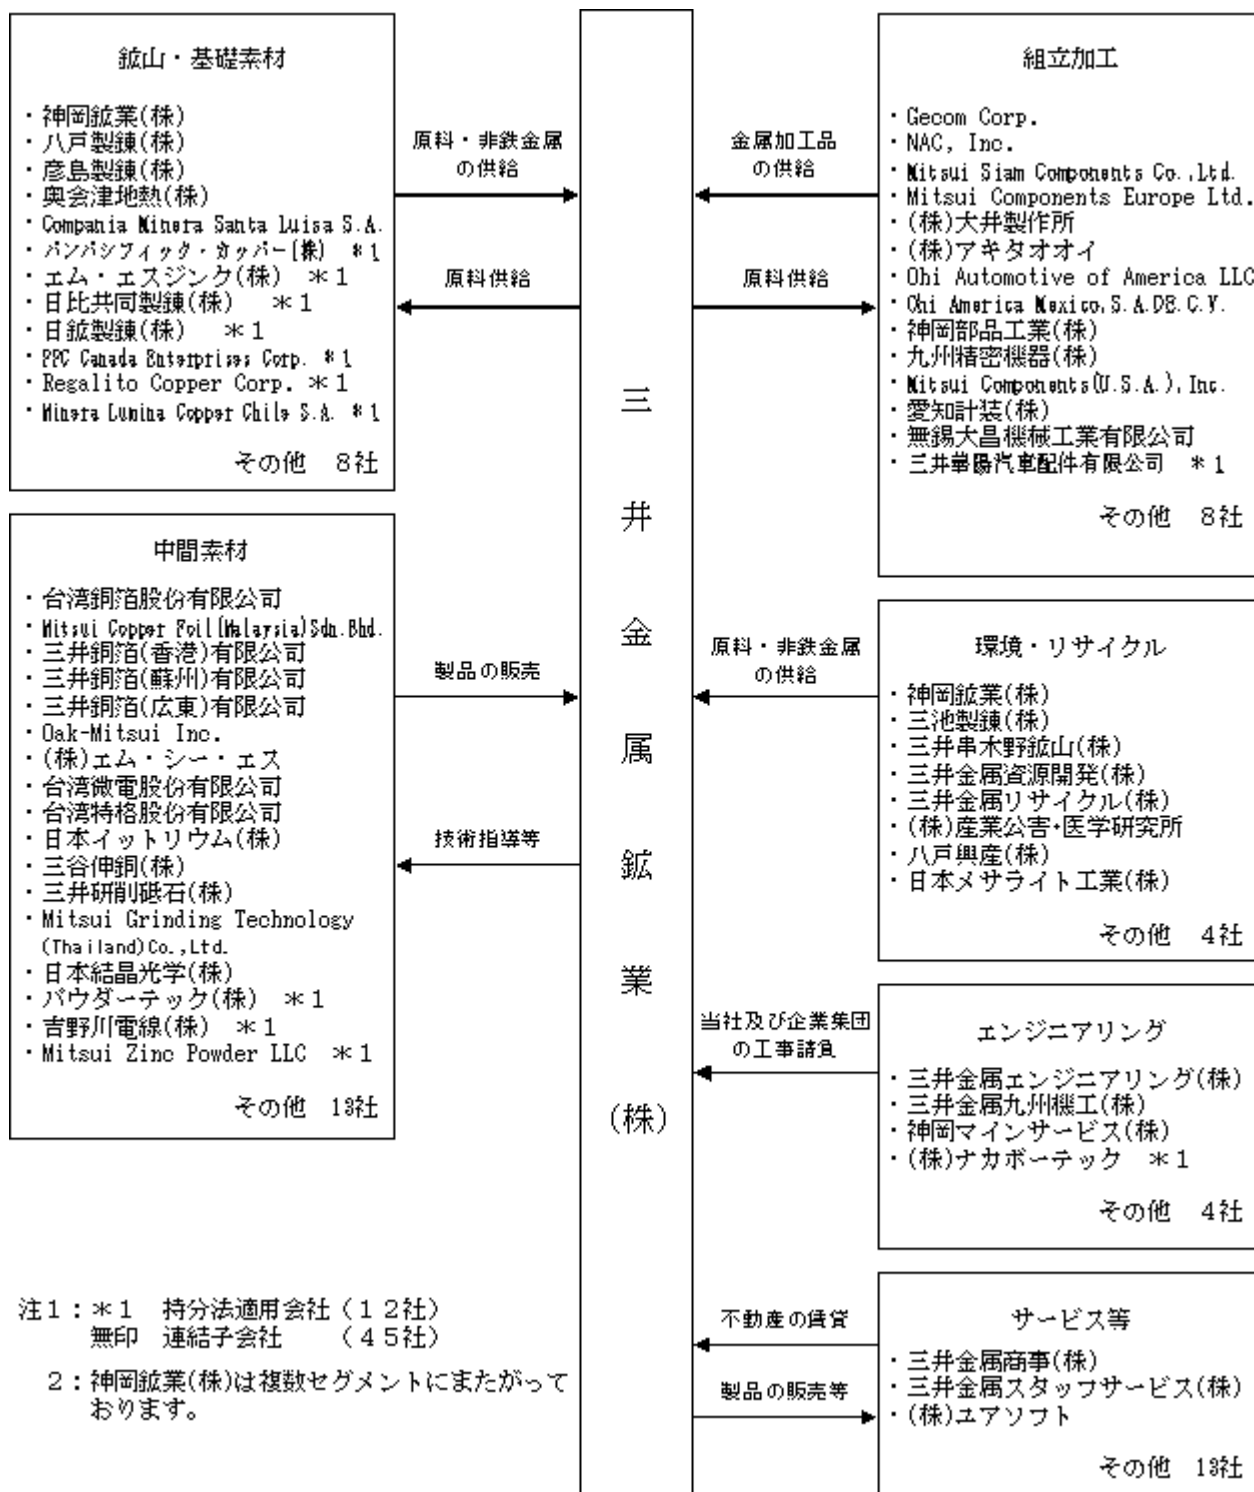 鉱山・基礎素材
・神岡鉱業(株)
・八戸製錬(株)
・彦島製錬(株)
・奥会津地熱(株)
・Compania Minera Santa Luisa S.A.
・パンパシフィック・カッパー(株) ＊1
・エム・エスジンク(株) ＊1
・日比共同製錬(株) ＊1
・日鉱製錬(株) ＊1
・PPC Canada Enterprises Corp. ＊1
・Regalito Copper Corp. ＊1
・Minera Lumina Copper Chile S.A. ＊1
その他 8社
原料・非鉄金属
の供給
原料供給
中間素材
・台湾銅箔股份有限公司
・Mitsui Copper Foil(Malaysia)Sdn.Bhd.
・三井銅箔(香港)有限公司
・三井銅箔(蘇州)有限公司
・三井銅箔(広東)有限公司
・Oak-Mitsui Inc.
・(株)エム・シー・エス
・台湾微電股份有限公司
・台湾特格股份有限公司
・日本イットリウム(株)
・三谷伸銅(株)
・三井研削砥石(株)
・Mitsui Grinding Technology
(Thailand)Co.,Ltd.
・日本結晶光学(株)
・パウダーテック(株) ＊1
・吉野川電線(株) ＊1
・Mitsui Zinc Powder LLC ＊1
その他 13社
製品の販売
技術指導等
三井金属鉱業(株)
金属加工品
の供給
原料供給
組立加工
・Gecom Corp.
・NAC, Inc.
・Mitsui Siam Components Co.,Ltd.
・Mitsui Components Europe Ltd.
・(株)大井製作所
・(株)アキタオオイ
・Ohi Automotive of America LLC
・Ohi America Mexico,S.A.DE.C.V.
・神岡部品工業(株)
・九州精密機器(株)
・Mitsui Components(U.S.A.),Inc.
・愛知計装(株)
・無錫大昌機械工業有限公司
・三井華陽汽車配件有限公司 ＊1
その他 8社
原料・非鉄金属
の供給
環境・リサイクル
・神岡鉱業(株)
・三池製錬(株)
・三井串木野鉱山(株)
・三井金属資源開発(株)
・三井金属リサイクル(株)
・(株)産業公害・医学研究所
・八戸興産(株)
・日本メサライト工業(株)
その他 4社
当社及び企業集団
の工事請負
エンジニアリング
・三井金属エンジニアリング(株)
・三井金属九州機工(株)
・神岡マインサービス(株)
・(株)ナカボーテック ＊1
その他 4社
不動産の賃貸
製品の販売等
サービス等
・三井金属商事(株)
・三井金属スタッフサービス(株)
・(株)ユアソフト
その他 13社
注1：＊1 持分法適用会社（12社）
無印 連結子会社 （45社）
2：神岡鉱業(株)は複数セグメントにまたがって
おります。